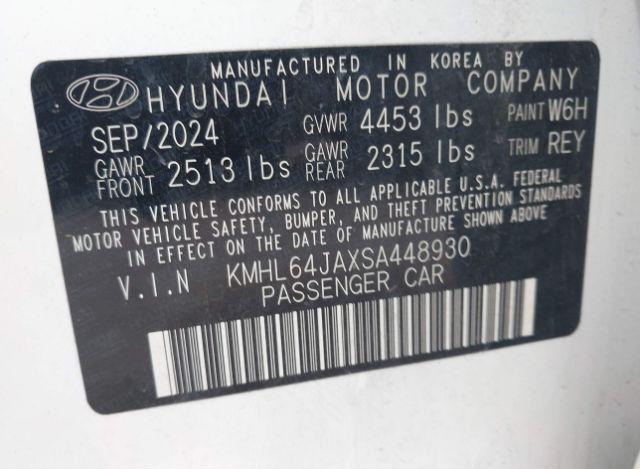 MANUFACTURED IN KOREA BY
HYUNDAI MOTOR COMPANY
SEP/2024 GVWR 4453 lbs PAINT W6H
GAWR FRONT 2513 lbs GAWR REAR 2315 lbs TRIM REY
THIS VEHICLE CONFORMS TO ALL APPLICABLE U.S.A. FEDERAL
MOTOR VEHICLE SAFETY, BUMPER, AND THEFT PREVENTION STANDARDS
IN EFFECT ON THE DATE OF MANUFACTURE SHOWN ABOVE
V.I.N KMHL64JAXSA448930
PASSENGER CAR